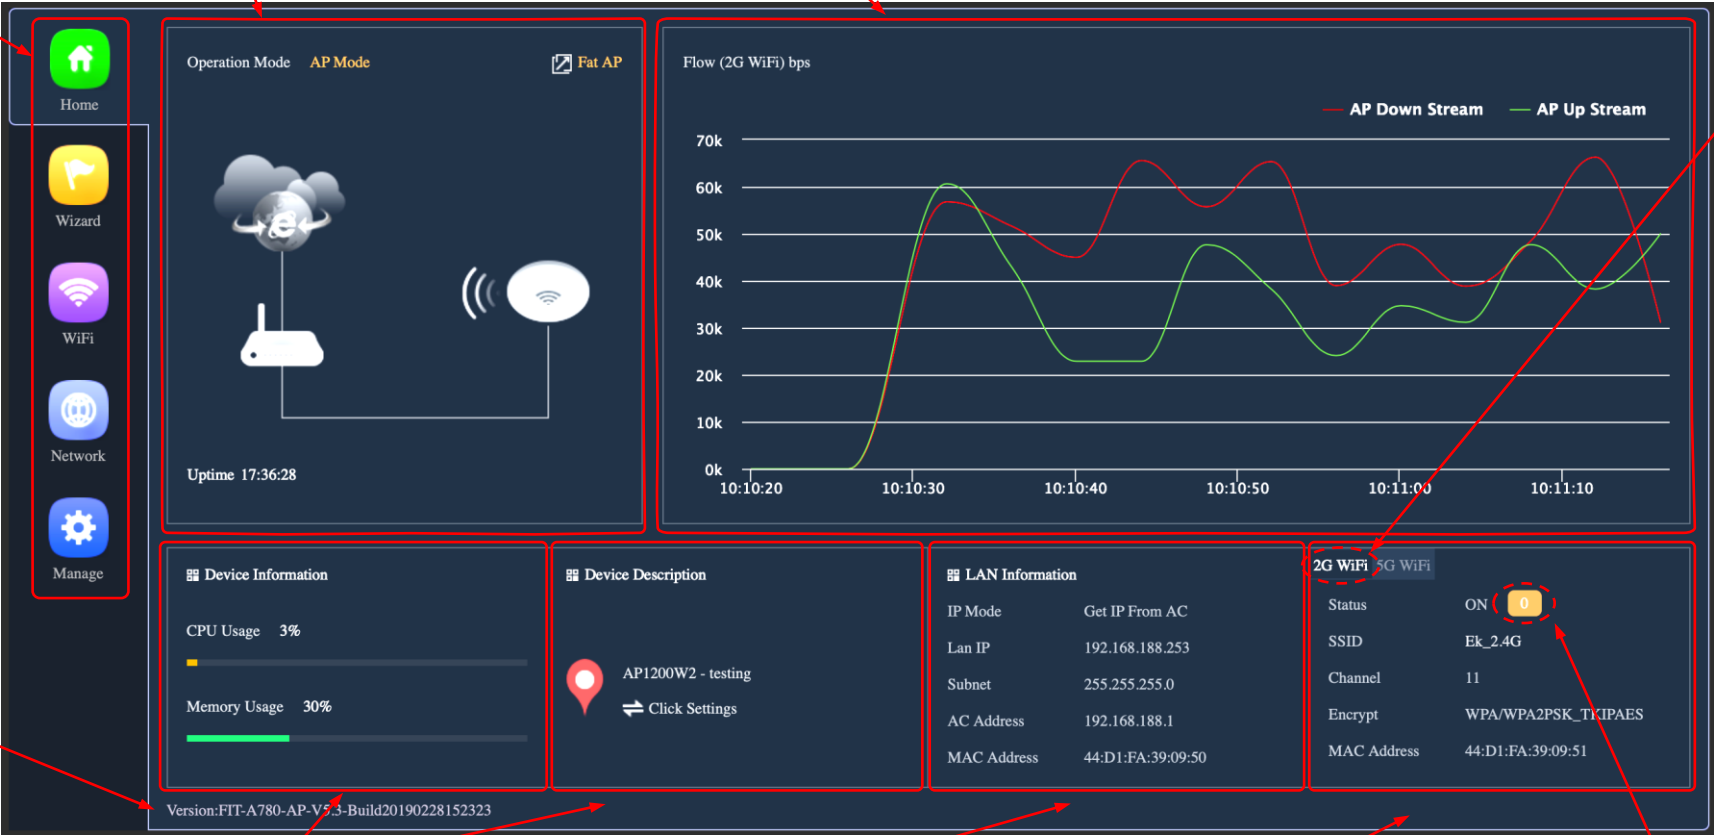 Home
Wizard
WiFi
Network
Manage
Operation Mode AP Mode Fat AP
Uptime 17:36:28
Flow (2G WiFi) bps
AP Down Stream AP Up Stream
70k
60k
50k
40k
30k
20k
10k
0k
10:10:20 10:10:30 10:10:40 10:10:50 10:11:00 10:11:10
Device Information
CPU Usage 3%
Memory Usage 30%
Device Description
AP1200W2 - testing
Click Settings
LAN Information
IP Mode Get IP From AC
Lan IP 192.168.188.253
Subnet 255.255.255.0
AC Address 192.168.188.1
MAC Address 44:D1:FA:39:09:50
2G WiFi 5G WiFi
Status ON 0
SSID Ek_2.4G
Channel 11
Encrypt WPA/WPA2PSK_TKIPAES
MAC Address 44:D1:FA:39:09:51
Version:FIT-A780-AP-V5.3-Build20190228152323